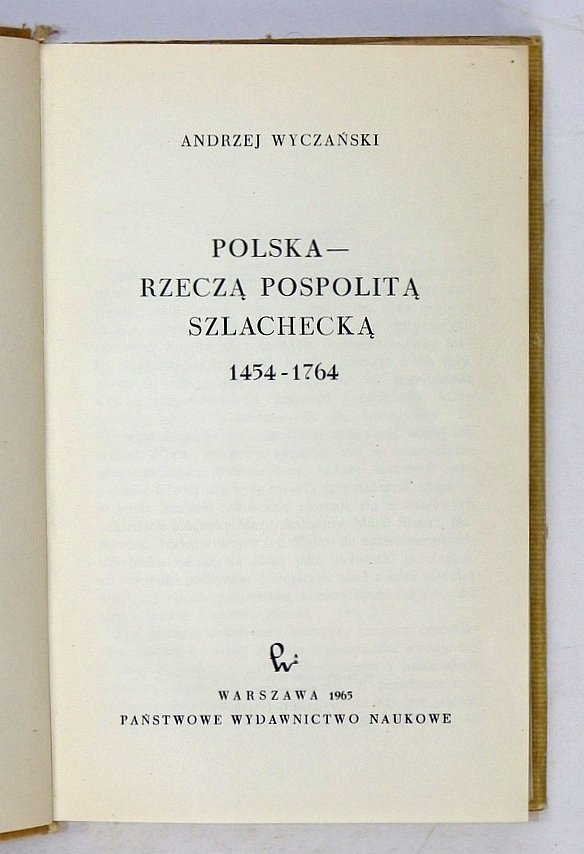 ANDRZEJ WYCZAŃSKI
POLSKA—
RZECZĄ POSPOLITĄ
SZLACHECKĄ
1454-1764
WARSZAWA 1965
PAŃSTWOWE WYDAWNICTWO NAUKOWE